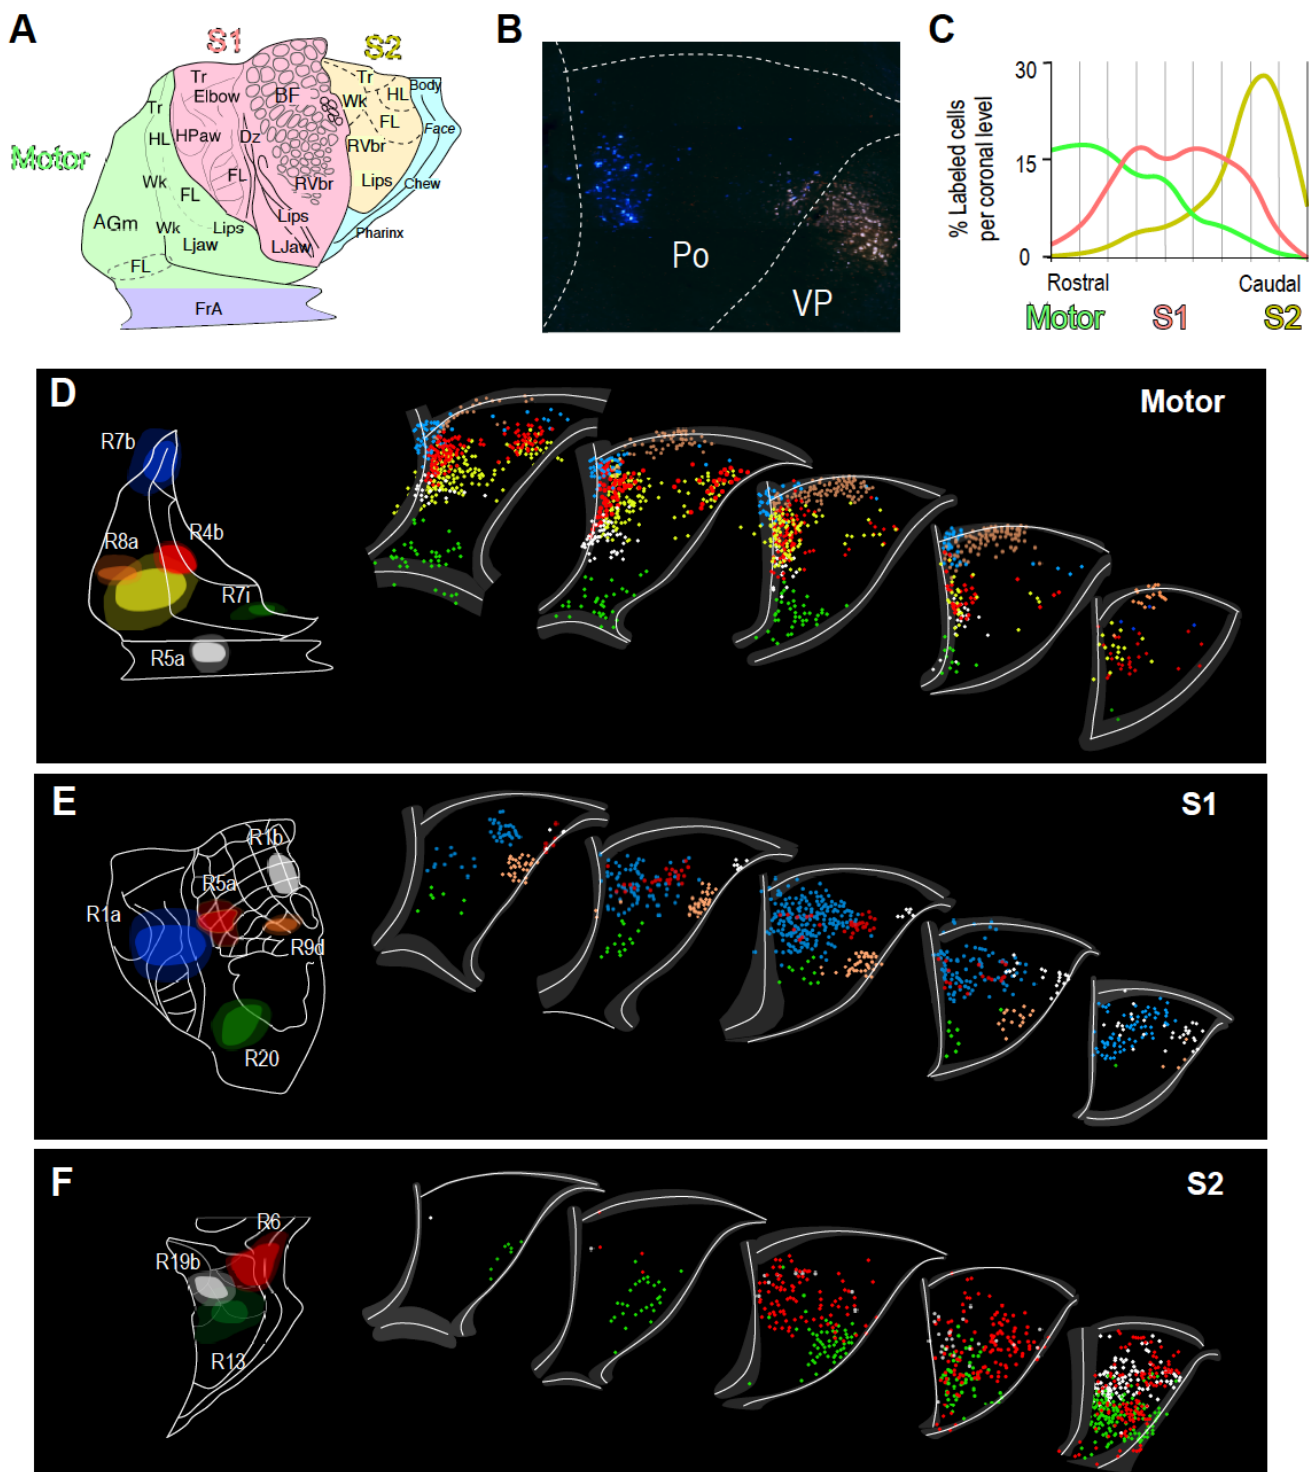 A
S1
S2
Motor
Tr
Elbow
BF
Tr
HL
Body
Wk
Tr
HL
HPaw
Dz
FL
Face
RVbr
Wk
FL
FL
RVbr
Lips
Chew
AGm
Wk
Lips
Ljaw
Lips
LJaw
Pharinx
FL
FrA
B
Po
VP
C
% Labeled cells
per coronal level
30
15
0
Rostral
Caudal
Motor
S1
S2
D
Motor
R7b
R8a
R4b
R7i
R5a
E
S1
R1b
R5a
R1a
R9d
R20
F
S2
R6
R19b
R13